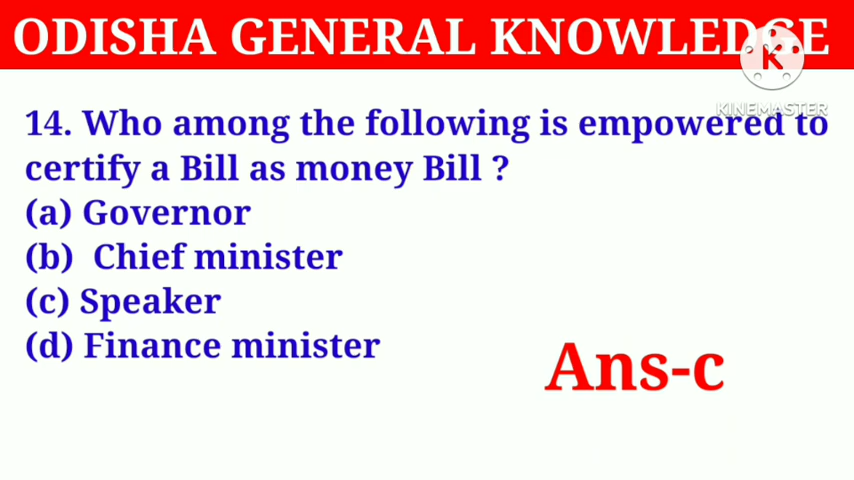 ODISHA GENERAL KNOWLEDGE
K
KINEMASTER
14. Who among the following is empowered to
certify a Bill as money Bill ?
(a) Governor
(b) Chief minister
(c) Speaker
(d) Finance minister
Ans-c